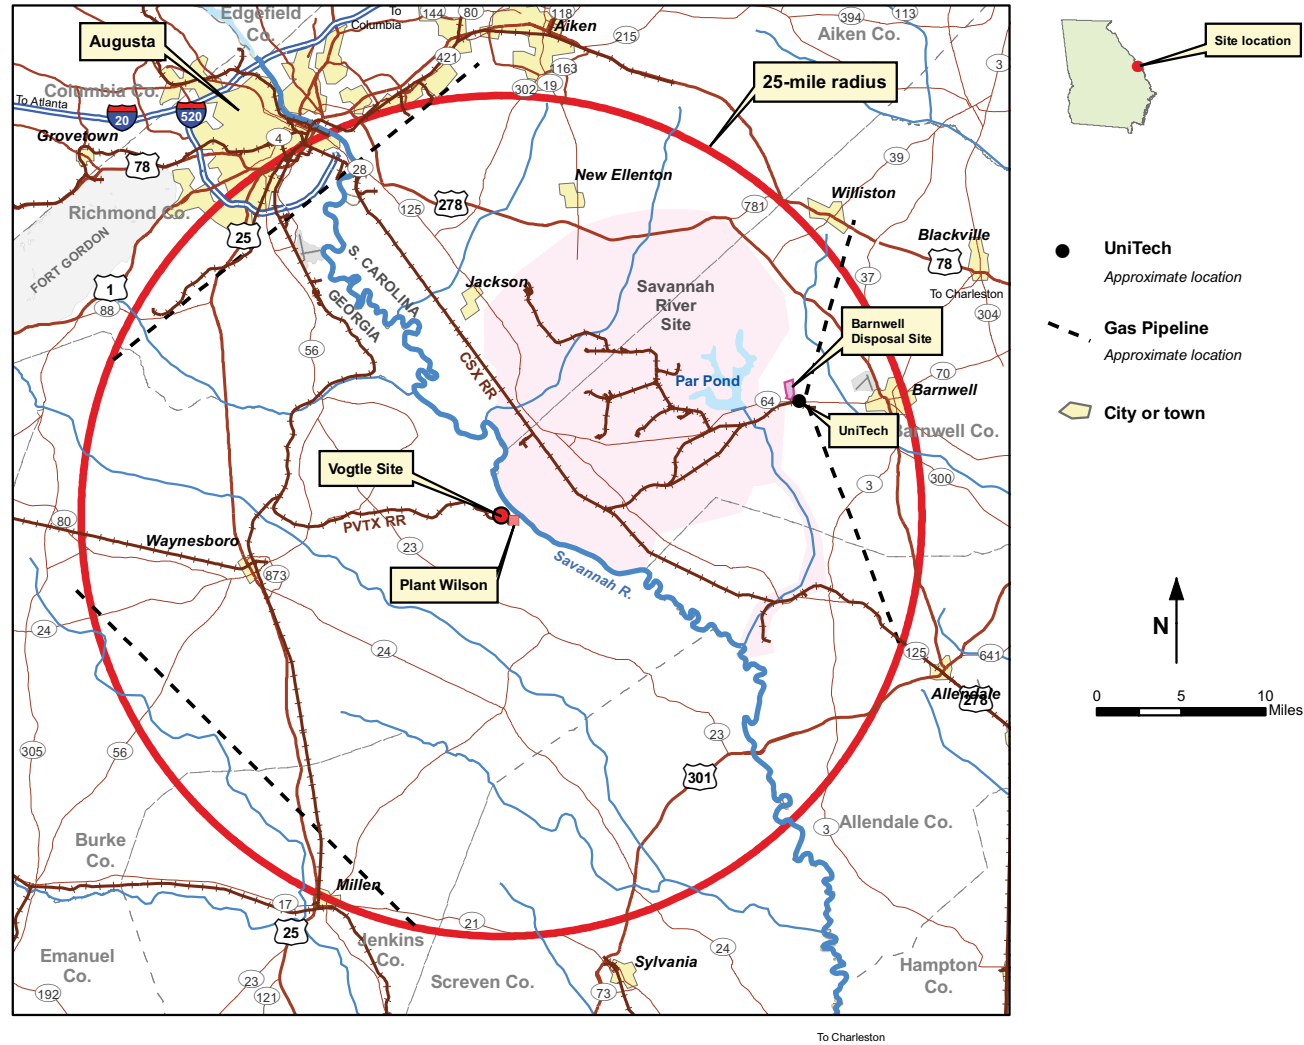 Edgefield
Co.
To
Columbia
144
80
118
Aiken
215
394
113
Aiken Co.
Augusta
421
1163
302
19
3
25-mile radius
Site location
Columbia Co.
To Atlanta
20
520
Grovetown
4
78
28
39
New Ellenton
Williston
Richmond Co.
125
278
781
25
Blackville
78
FORT GORDON
S. CAROLINA
GEORGIA
Jackson
Savannah
River
Site
37
To Charleston
304
1
88
UniTech
Approximate location
Gas Pipeline
Approximate location
City or town
Barnwell
Disposal Site
56
CSX RR
Par Pond
70
Barnwell
64
UniTech
Barnwell Co.
Vogtle Site
3
300
80
PVTX RR
Waynesboro
23
873
Plant Wilson
Savannah R.
24
24
125
641
Allendale
278
N
0
5
10
Miles
305
56
23
301
3
Allendale Co.
Burke
Co.
Millen
17
25
21
Jenkins
Co.
24
Emanuel
Co.
Screven Co.
Sylvania
Hampton
Co.
192
23
121
73
To Charleston